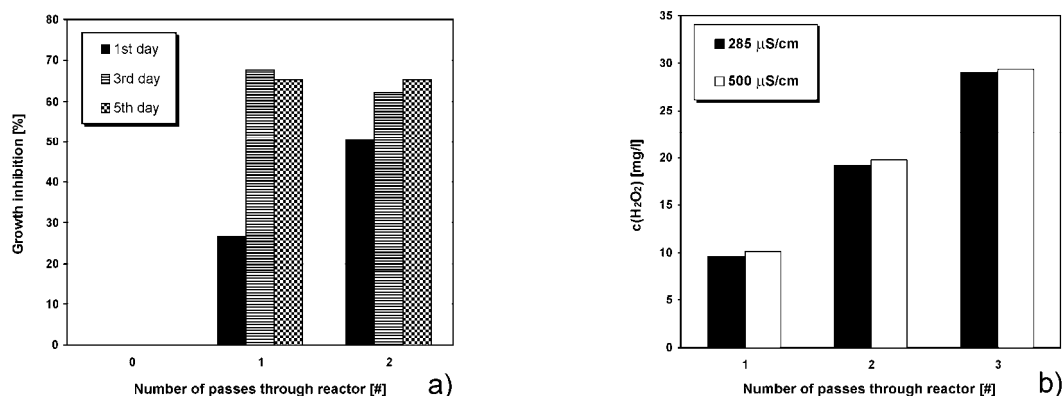 80
70
60
50
40
30
20
10
0
Growth inhibition [%]
1st day
3rd day
5th day
0 1 2
Number of passes through reactor [#]
a)
35
30
25
20
15
10
5
0
c(H₂O₂) [mg/l]
285 µS/cm
500 µS/cm
1 2 3
Number of passes through reactor [#]
b)